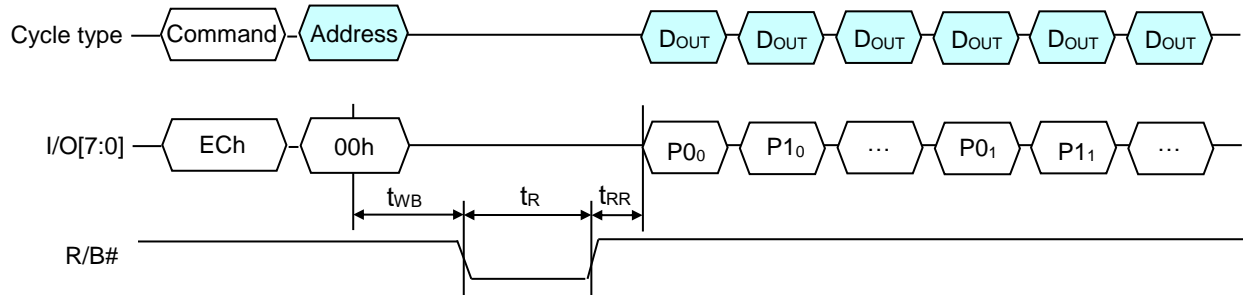 Cycle type Command Address DOUT DOUT DOUT DOUT DOUT DOUT
I/O[7:0] ECh 00h P00 P10 ... P01 P11 ...
tWB tR tRR
R/B#